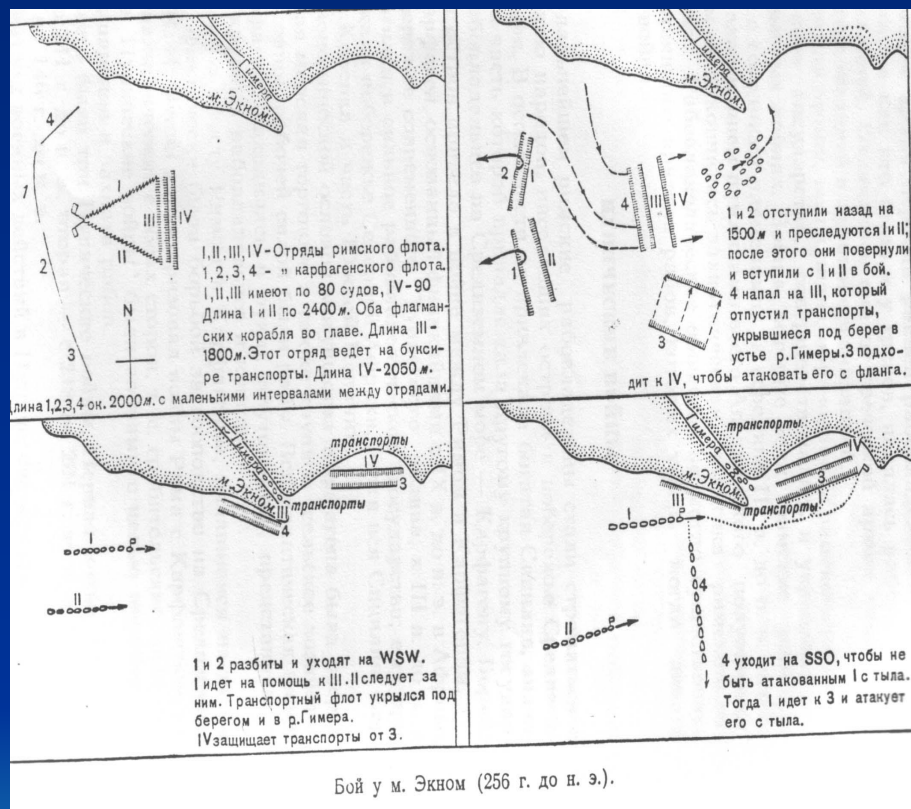 4
1
2
3
I
II
III
IV
N
Гимера
м. Экном
I,II,III,IV-Отряды римского флота.
1,2,3,4 - „ карфагенского флота.
I,II,III имеют по 80 судов, IV-90
Длина I и II по 2400м. Оба флагман-
ских корабля во главе. Длина III-
1800м. Этот отряд ведет на букси-
ре транспорты. Длина IV-2050м.
Длина 1,2,3,4 ок. 2000м. с маленькими интервалами между отрядами.
Гимера
м. Экном
2
I
1
II
4
III
IV
3
1 и 2 отступили назад на
1500м и преследуются I и II;
после этого они повернули
и вступили с I и II в бой.
4 напал на III, который
отпустил транспорты,
укрывшиеся под берег в
устье р. Гимеры. 3 подхо-
дит к IV, чтобы атаковать его с фланга.
Гимера
транспорты
IV
3
м. Экном
транспорты
III
4
I
II
1 и 2 разбиты и уходят на WSW.
I идет на помощь к III. II следует за
ним. Транспортный флот укрылся под
берегом и в р. Гимера.
IV защищает транспорты от 3.
Гимера
транспорты
IV
3
м. Экном
транспорты
III
I
I
4
II
4 уходит на SSO, чтобы не
быть атакованным I с тыла.
Тогда I идет к 3 и атакует
его с тыла.
Бой у м. Экном (256 г. до н. э.).